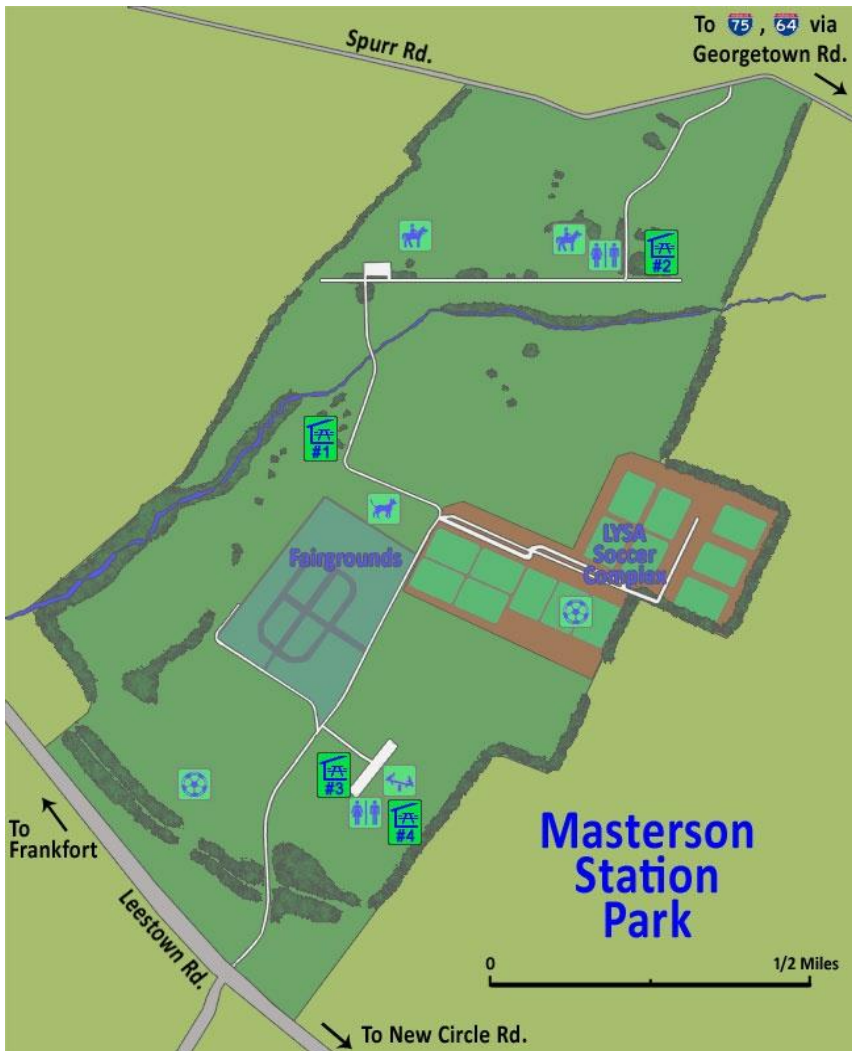 To 75 , 64 via
Georgetown Rd.
Spurr Rd.
#2
#1
Fairgrounds
LYSA
Soccer
Complex
#3
#4
To
Frankfort
Leestown Rd.
Masterson
Station
Park
0 1/2 Miles
To New Circle Rd.